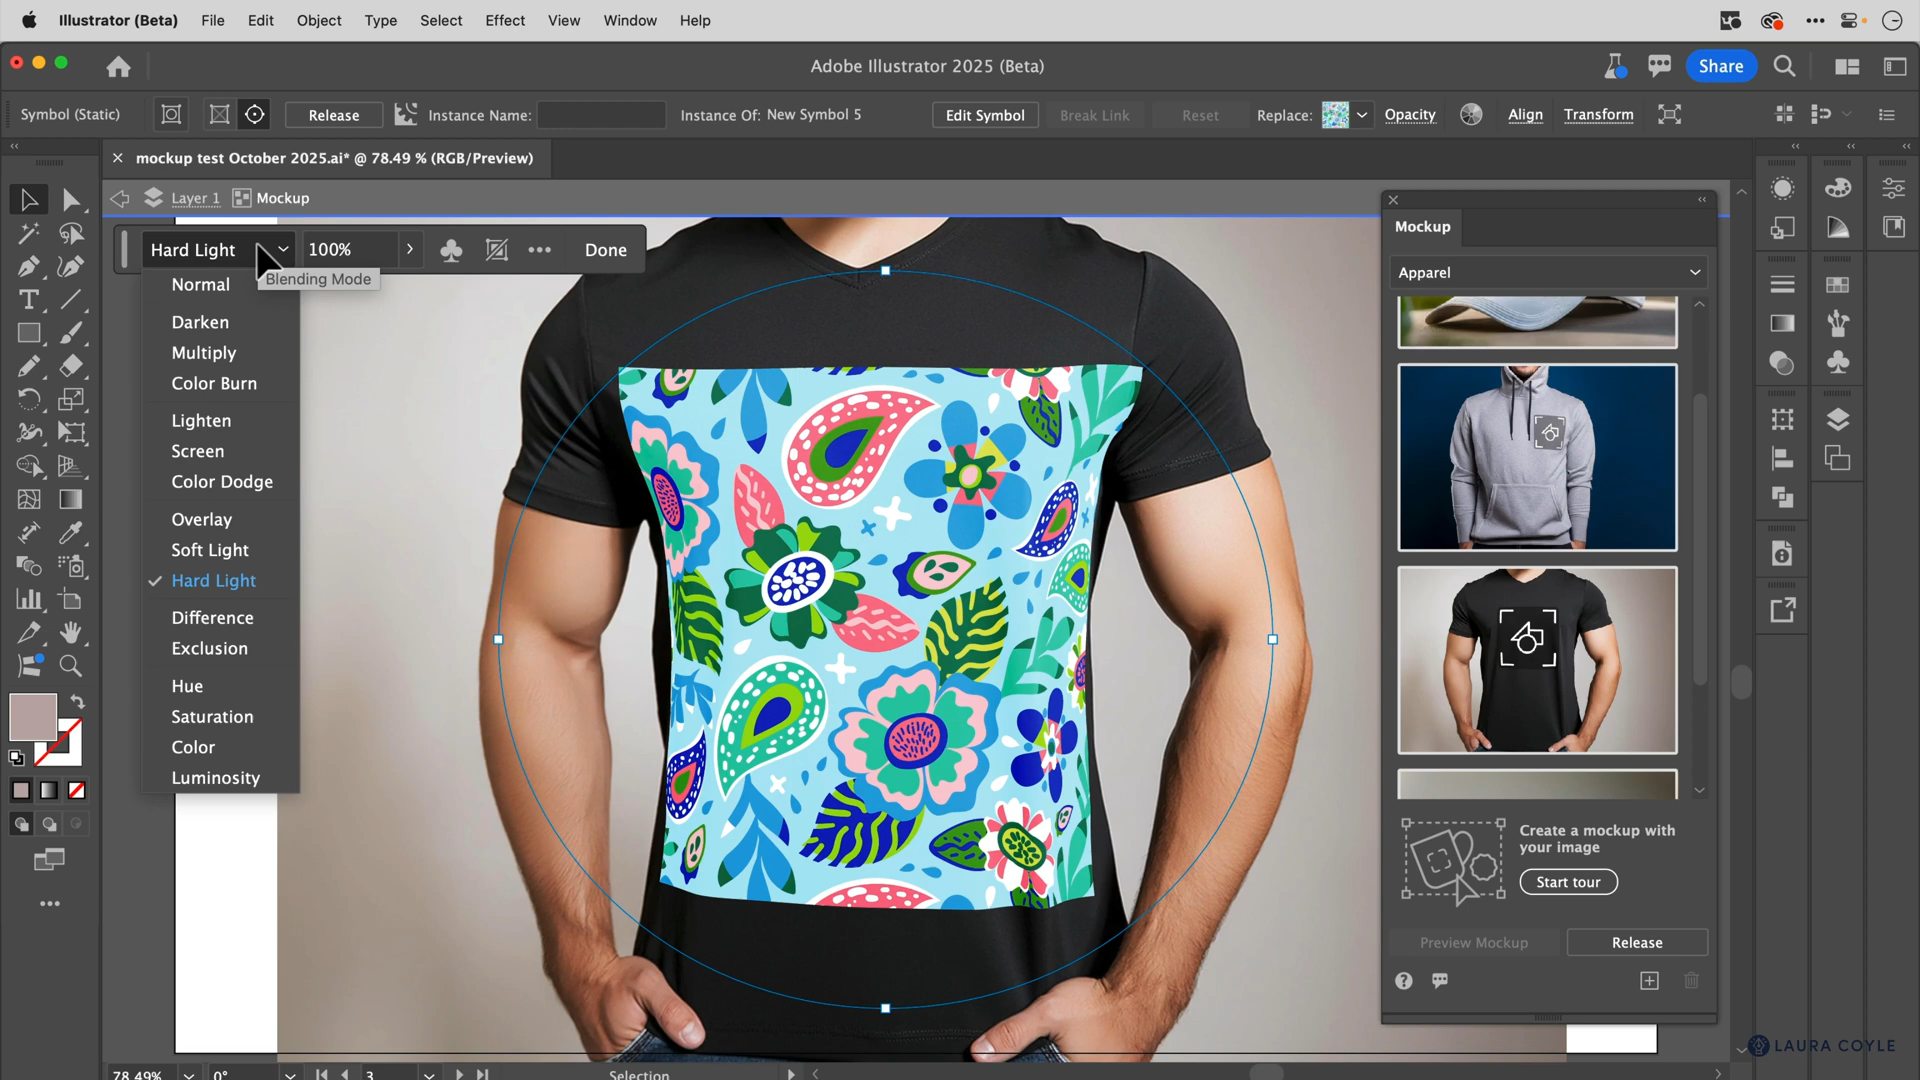 Illustrator (Beta) File Edit Object Type Select Effect View Window Help
Adobe Illustrator 2025 (Beta)
Share
Symbol (Static) Release Instance Name: Instance Of: New Symbol 5 Edit Symbol Break Link Reset Replace: Opacity Align Transform
mockup test October 2025.ai* @ 78.49 % (RGB/Preview)
Layer 1 Mockup
Hard Light 100% Done
Blending Mode
Normal
Darken
Multiply
Color Burn
Lighten
Screen
Color Dodge
Overlay
Soft Light
Hard Light
Difference
Exclusion
Hue
Saturation
Color
Luminosity
Mockup
Apparel
Create a mockup with
your image
Start tour
Preview Mockup Release
LAURA COYLE
78.49% 0° 3 Selection